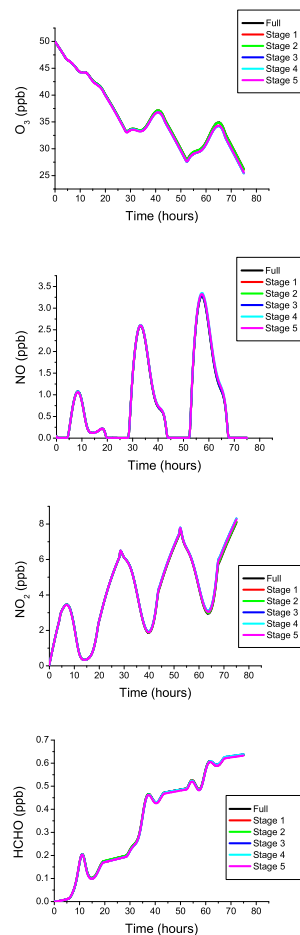 Full
Stage 1
Stage 2
Stage 3
Stage 4
Stage 5
O3 (ppb)
50
45
40
35
30
25
0 10 20 30 40 50 60 70 80
Time (hours)
Full
Stage 1
Stage 2
Stage 3
Stage 4
Stage 5
NO (ppb)
3.5
3.0
2.5
2.0
1.5
1.0
0.5
0.0
0 10 20 30 40 50 60 70 80
Time (hours)
Full
Stage 1
Stage 2
Stage 3
Stage 4
Stage 5
NO2 (ppb)
8
6
4
2
0
0 10 20 30 40 50 60 70 80
Time (hours)
Full
Stage 1
Stage 2
Stage 3
Stage 4
Stage 5
HCHO (ppb)
0.7
0.6
0.5
0.4
0.3
0.2
0.1
0.0
0 10 20 30 40 50 60 70 80
Time (hours)